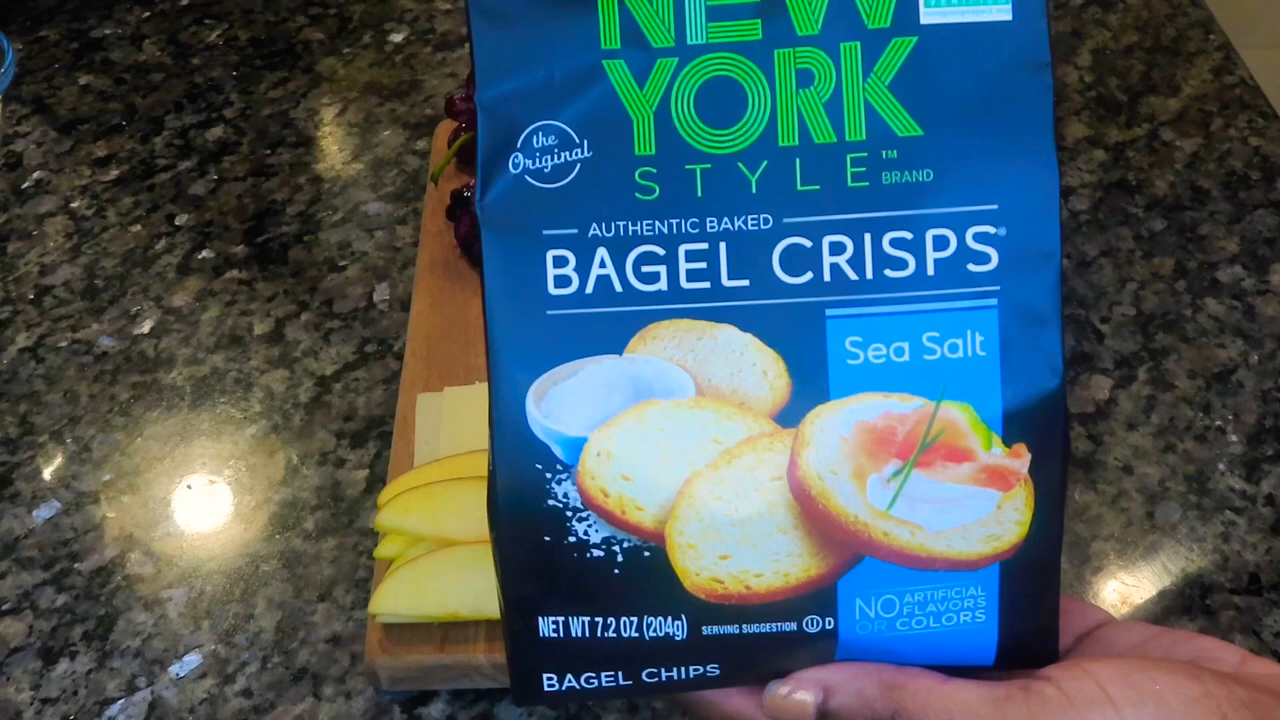 NEW
VERIFIED
YORK
the
Original
STYLE™
BRAND
AUTHENTIC BAKED
BAGEL CRISPS®
Sea Salt
NO ARTIFICIAL
FLAVORS
OR COLORS
NET WT 7.2 OZ (204g)
SERVING SUGGESTION Ⓤ D
BAGEL CHIPS